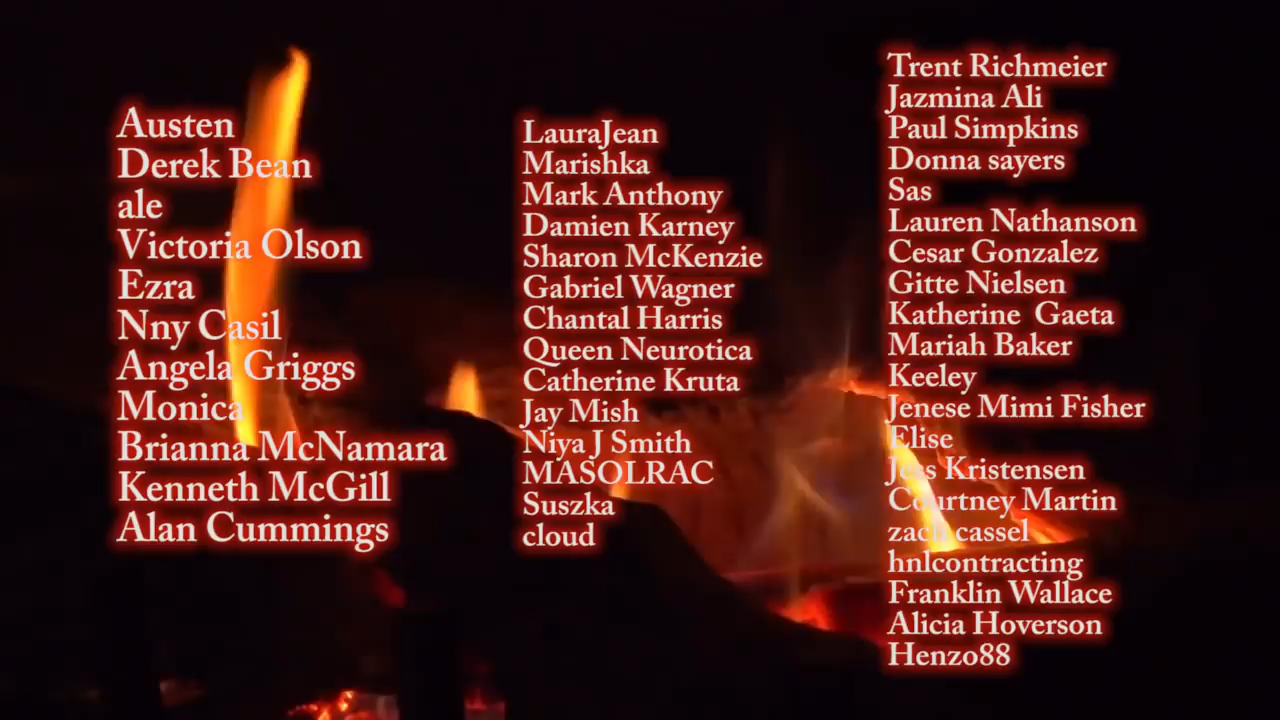 Austen
Derek Bean
ale
Victoria Olson
Ezra
Nny Casil
Angela Griggs
Monica
Brianna McNamara
Kenneth McGill
Alan Cummings
LauraJean
Marishka
Mark Anthony
Damien Karney
Sharon McKenzie
Gabriel Wagner
Chantal Harris
Queen Neurotica
Catherine Kruta
Jay Mish
Niya J Smith
MASOLRAC
Suszka
cloud
Trent Richmeier
Jazmina Ali
Paul Simpkins
Donna sayers
Sas
Lauren Nathanson
Cesar Gonzalez
Gitte Nielsen
Katherine  Gaeta
Mariah Baker
Keeley
Jenese Mimi Fisher
Elise
Jess Kristensen
Courtney Martin
zach cassel
hnlcontracting
Franklin Wallace
Alicia Hoverson
Henzo88